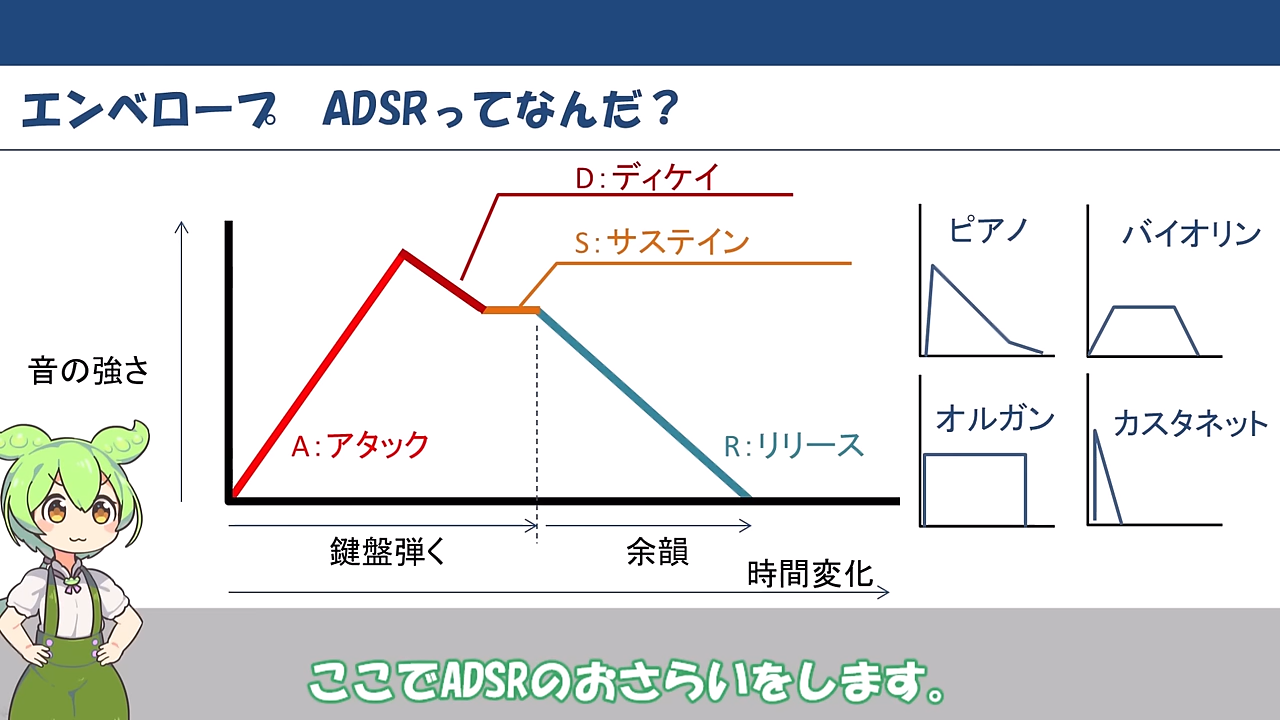 エンベロープ ADSRってなんだ？
D：ディケイ
S：サステイン
音の強さ
A：アタック
R：リリース
鍵盤弾く
余韻
時間変化
ピアノ
バイオリン
オルガン
カスタネット
ここでADSRのおさらいをします。